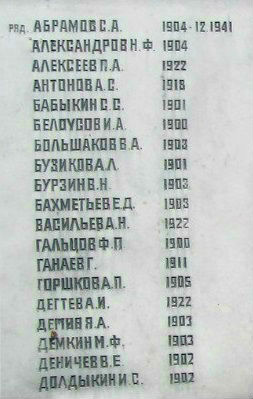 РЯД. АБРАМОВ С.А. 1904-12.1941
АЛЕКСАНДРОВ Н.Ф. 1904
АЛЕКСЕЕВ П.А. 1922
АНТОНОВ А.С. 1918
БАБЫКИН С.С. 1901
БЕЛОУСОВ И.А. 1900
БОЛЬШАКОВ В.А. 1903
БУЗИКОВ А.Л. 1901
БУРЗИН В.Н. 1903
БАХМЕТЬЕВ Е.Д. 1903
ВАСИЛЬЕВ А.Н. 1922
ГАЛЬЦОВ Ф.П. 1900
ГАНАЕВ Г. 1911
ГОРШКОВ А.П. 1905
ДЕГТЕВ А.И. 1922
ДЕМИН Я.А. 1903
ДЕМКИН М.Ф. 1903
ДЕНИЧЕВ В.Е. 1902
ДОЛДЫКИН И.С. 1902